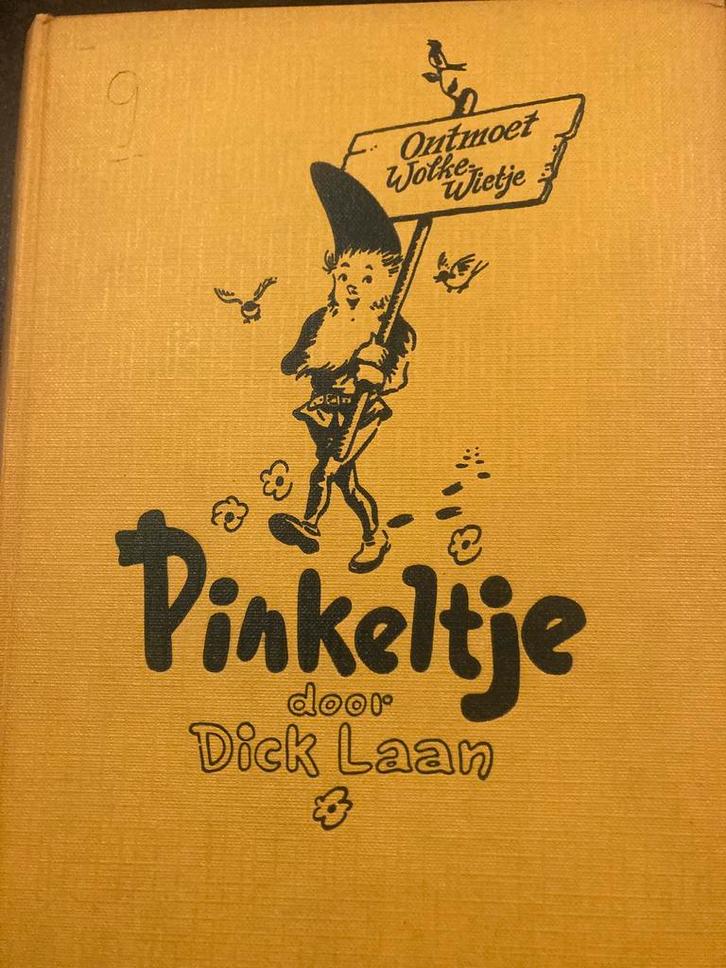 9
Ontmoet
Wolke-
Wietje
Pinkeltje
door
Dick Laan